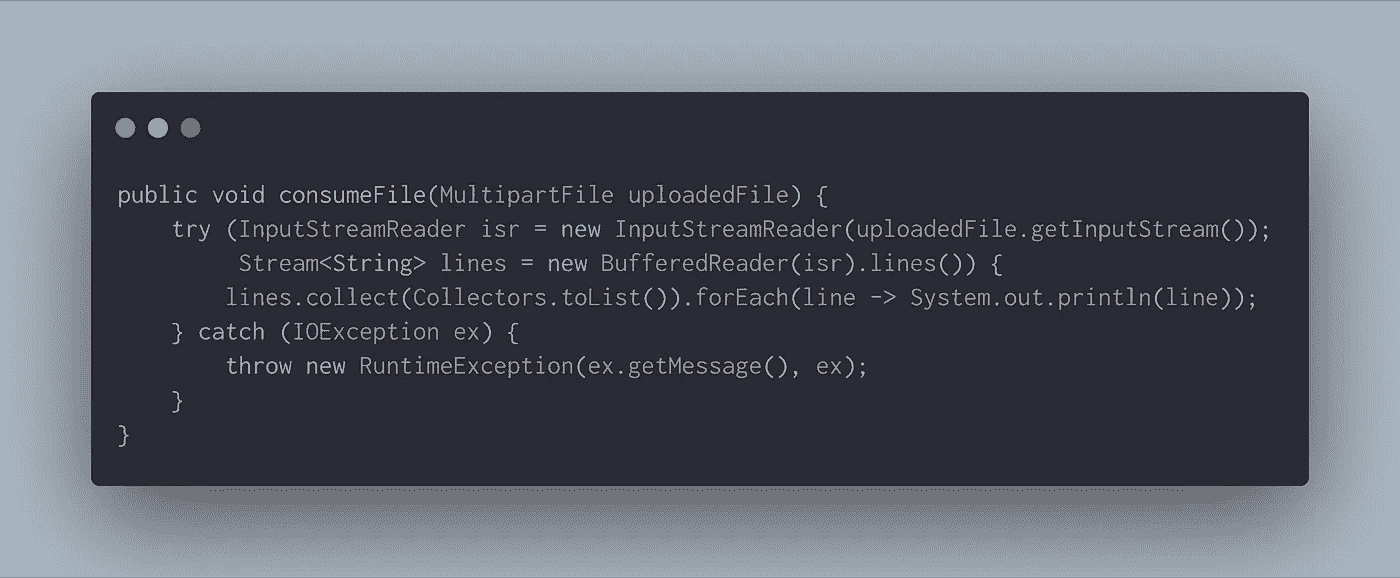 public void consumeFile(MultipartFile uploadedFile) {
    try (InputStreamReader isr = new InputStreamReader(uploadedFile.getInputStream());
         Stream<String> lines = new BufferedReader(isr).lines()) {
        lines.collect(Collectors.toList()).forEach(line -> System.out.println(line));
    } catch (IOException ex) {
        throw new RuntimeException(ex.getMessage(), ex);
    }
}